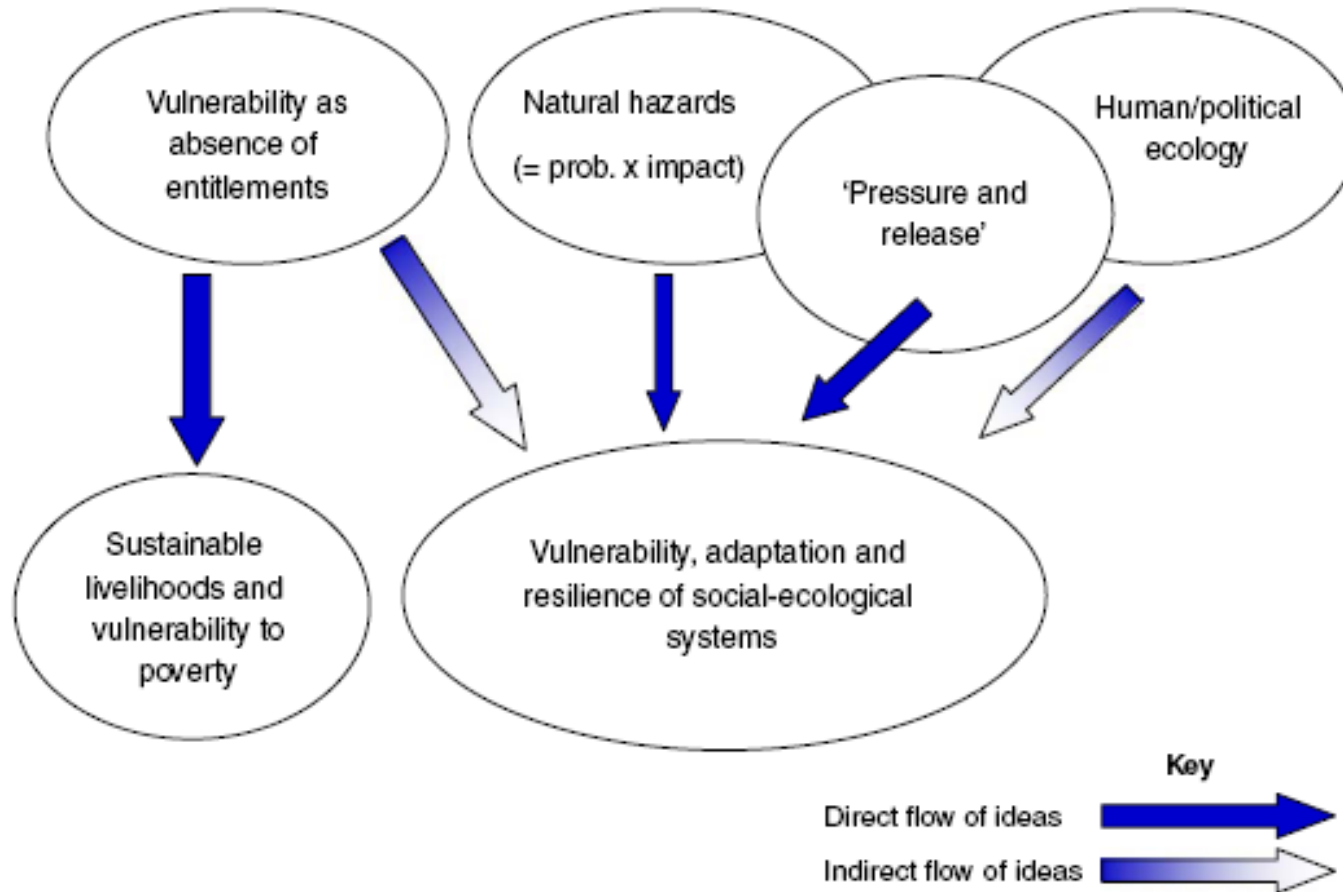 Vulnerability as
absence of
entitlements
Natural hazards
(= prob. x impact)
‘Pressure and
release’
Human/political
ecology
Sustainable
livelihoods and
vulnerability to
poverty
Vulnerability, adaptation and
resilience of social-ecological
systems
Key
Direct flow of ideas
Indirect flow of ideas